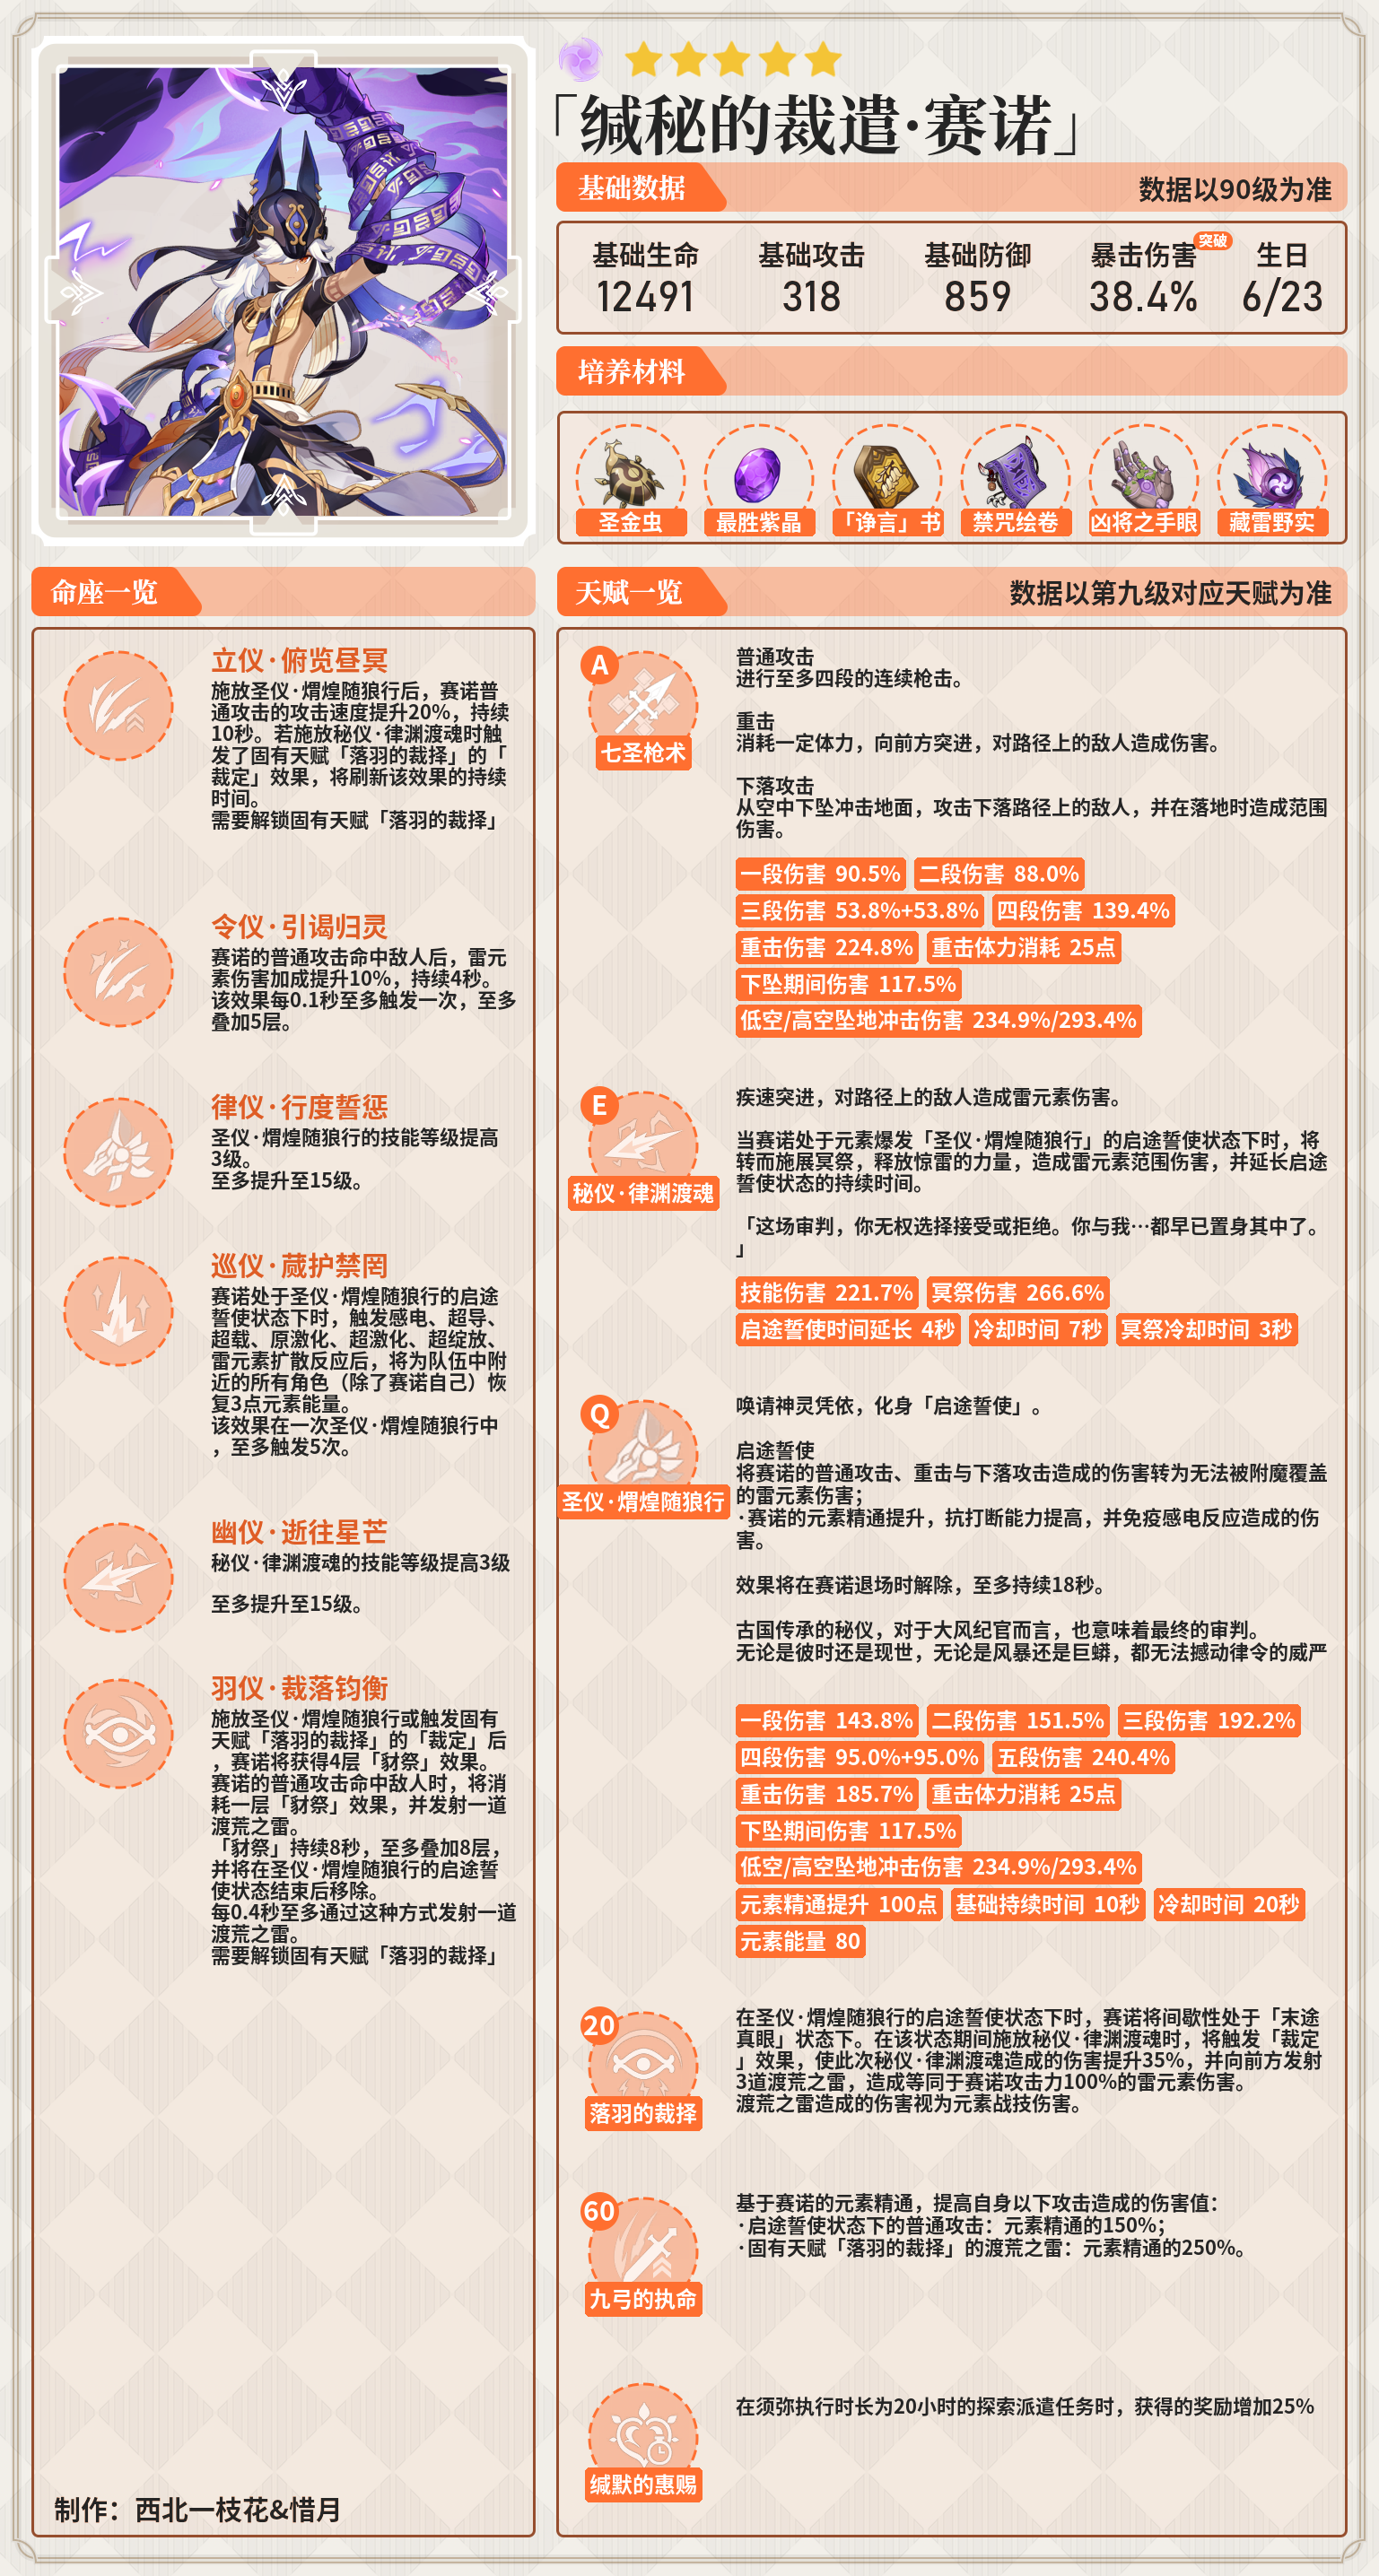 「缄秘的裁遣·赛诺」
基础数据
数据以90级为准
基础生命
基础攻击
基础防御
暴击伤害
突破
生日
12491
318
859
38.4%
6/23
培养材料
圣金虫
最胜紫晶
「诤言」书
禁咒绘卷
凶将之手眼
藏雷野实
命座一览
立仪·俯览昼冥
施放圣仪·煟煌随狼行后，赛诺普
通攻击的攻击速度提升20%，持续
10秒。若施放秘仪·律渊渡魂时触
发了固有天赋「落羽的裁择」的「
裁定」效果，将刷新该效果的持续
时间。
需要解锁固有天赋「落羽的裁择」
令仪·引谒归灵
赛诺的普通攻击命中敌人后，雷元
素伤害加成提升10%，持续4秒。
该效果每0.1秒至多触发一次，至多
叠加5层。
律仪·行度誓惩
圣仪·煟煌随狼行的技能等级提高
3级。
至多提升至15级。
巡仪·葳护禁罔
赛诺处于圣仪·煟煌随狼行的启途
誓使状态下时，触发感电、超导、
超载、原激化、超激化、超绽放、
雷元素扩散反应后，将为队伍中附
近的所有角色（除了赛诺自己）恢
复3点元素能量。
该效果在一次圣仪·煟煌随狼行中
，至多触发5次。
幽仪·逝往星芒
秘仪·律渊渡魂的技能等级提高3级
至多提升至15级。
羽仪·裁落钧衡
施放圣仪·煟煌随狼行或触发固有
天赋「落羽的裁择」的「裁定」后
，赛诺将获得4层「豺祭」效果。
赛诺的普通攻击命中敌人时，将消
耗一层「豺祭」效果，并发射一道
渡荒之雷。
「豺祭」持续8秒，至多叠加8层，
并将在圣仪·煟煌随狼行的启途誓
使状态结束后移除。
每0.4秒至多通过这种方式发射一道
渡荒之雷。
需要解锁固有天赋「落羽的裁择」
制作：西北一枝花&惜月
天赋一览
数据以第九级对应天赋为准
A
七圣枪术
普通攻击
进行至多四段的连续枪击。
重击
消耗一定体力，向前方突进，对路径上的敌人造成伤害。
下落攻击
从空中下坠冲击地面，攻击下落路径上的敌人，并在落地时造成范围
伤害。
一段伤害 90.5% 二段伤害 88.0%
三段伤害 53.8%+53.8% 四段伤害 139.4%
重击伤害 224.8% 重击体力消耗 25点
下坠期间伤害 117.5%
低空/高空坠地冲击伤害 234.9%/293.4%
E
秘仪·律渊渡魂
疾速突进，对路径上的敌人造成雷元素伤害。
当赛诺处于元素爆发「圣仪·煟煌随狼行」的启途誓使状态下时，将
转而施展冥祭，释放惊雷的力量，造成雷元素范围伤害，并延长启途
誓使状态的持续时间。
「这场审判，你无权选择接受或拒绝。你与我…都早已置身其中了。
」
技能伤害 221.7% 冥祭伤害 266.6%
启途誓使时间延长 4秒 冷却时间 7秒 冥祭冷却时间 3秒
Q
圣仪·煟煌随狼行
唤请神灵凭依，化身「启途誓使」。
启途誓使
将赛诺的普通攻击、重击与下落攻击造成的伤害转为无法被附魔覆盖
的雷元素伤害；
·赛诺的元素精通提升，抗打断能力提高，并免疫感电反应造成的伤
害。
效果将在赛诺退场时解除，至多持续18秒。
古国传承的秘仪，对于大风纪官而言，也意味着最终的审判。
无论是彼时还是现世，无论是风暴还是巨蟒，都无法撼动律令的威严
一段伤害 143.8% 二段伤害 151.5% 三段伤害 192.2%
四段伤害 95.0%+95.0% 五段伤害 240.4%
重击伤害 185.7% 重击体力消耗 25点
下坠期间伤害 117.5%
低空/高空坠地冲击伤害 234.9%/293.4%
元素精通提升 100点 基础持续时间 10秒 冷却时间 20秒
元素能量 80
20
落羽的裁择
在圣仪·煟煌随狼行的启途誓使状态下时，赛诺将间歇性处于「末途
真眼」状态下。在该状态期间施放秘仪·律渊渡魂时，将触发「裁定
」效果，使此次秘仪·律渊渡魂造成的伤害提升35%，并向前方发射
3道渡荒之雷，造成等同于赛诺攻击力100%的雷元素伤害。
渡荒之雷造成的伤害视为元素战技伤害。
60
九弓的执命
基于赛诺的元素精通，提高自身以下攻击造成的伤害值：
·启途誓使状态下的普通攻击：元素精通的150%；
·固有天赋「落羽的裁择」的渡荒之雷：元素精通的250%。
缄默的惠赐
在须弥执行时长为20小时的探索派遣任务时，获得的奖励增加25%